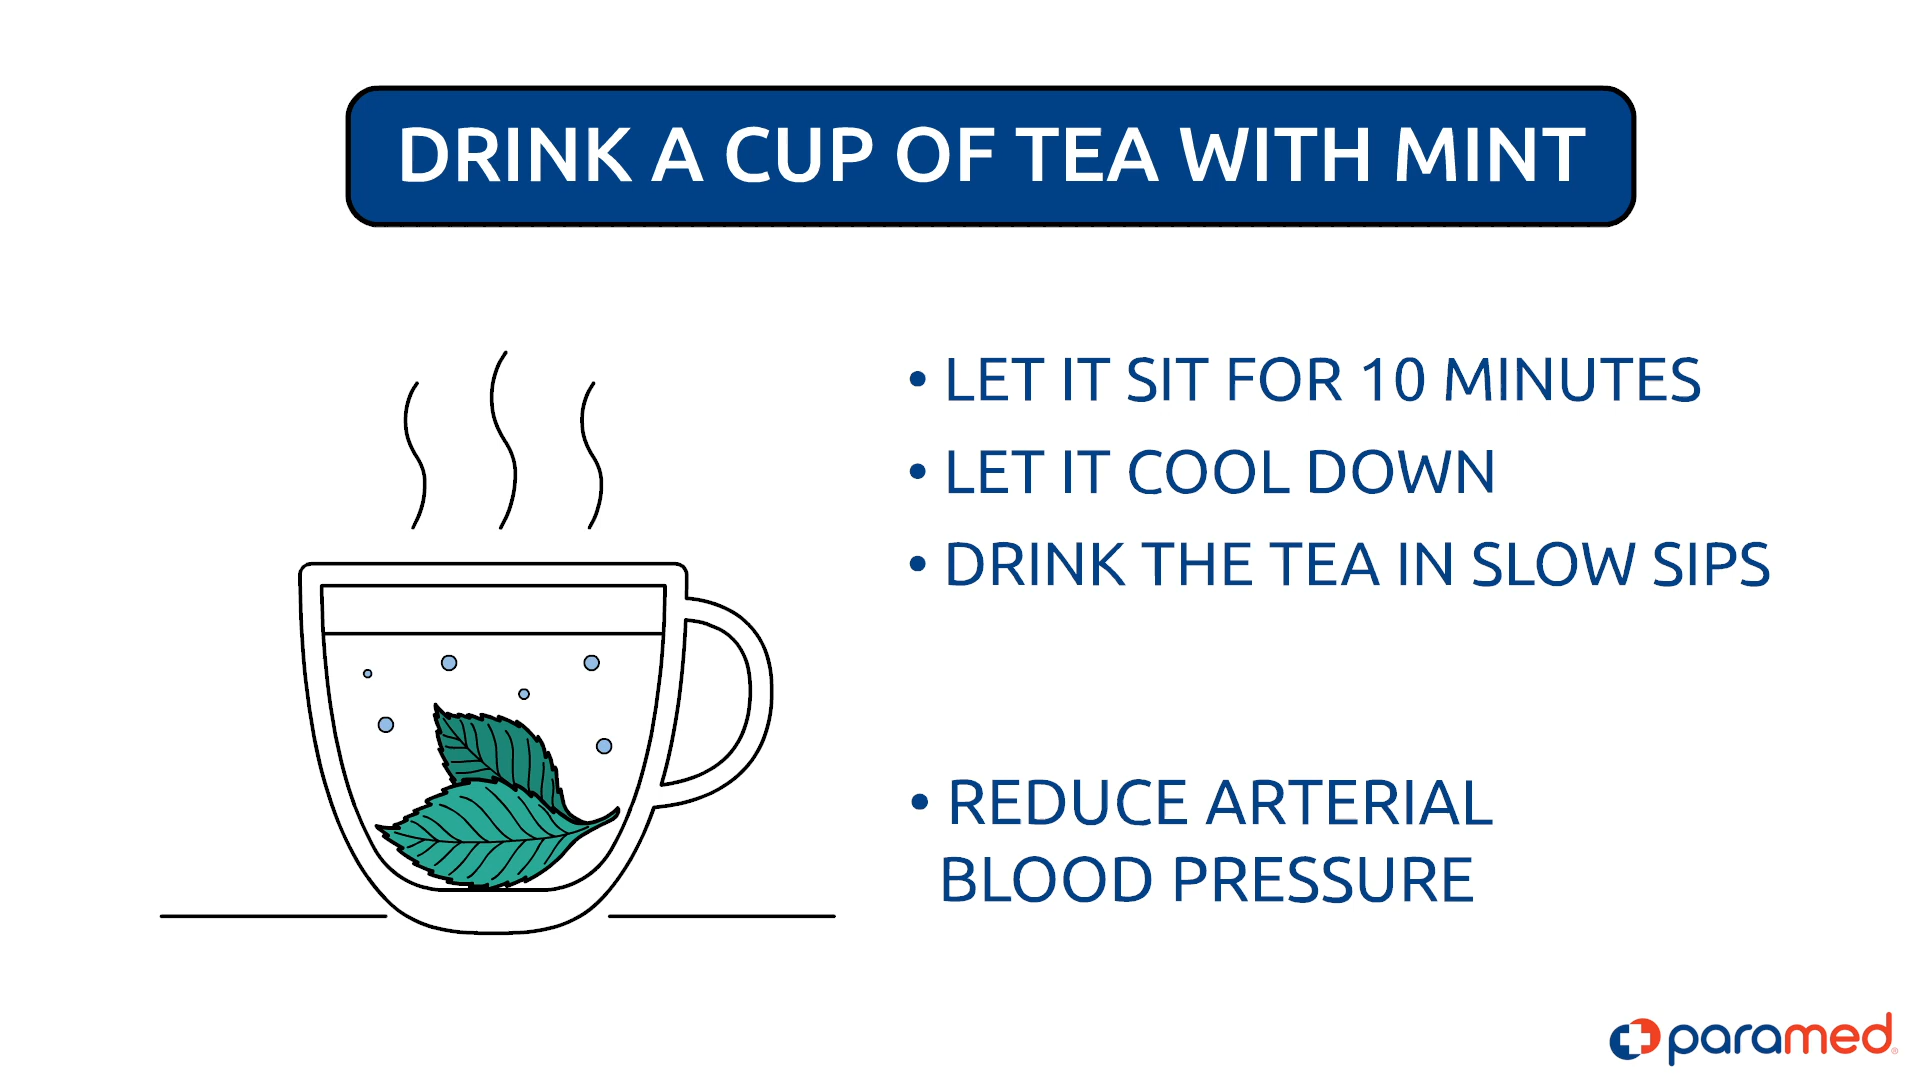 DRINK A CUP OF TEA WITH MINT
• LET IT SIT FOR 10 MINUTES
• LET IT COOL DOWN
• DRINK THE TEA IN SLOW SIPS
• REDUCE ARTERIAL
BLOOD PRESSURE
paramed®